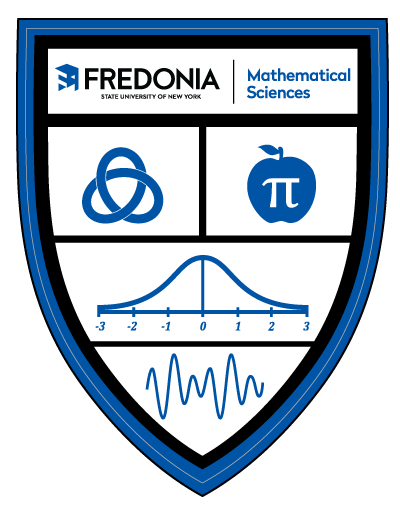 FREDONIA
STATE UNIVERSITY OF NEW YORK
Mathematical
Sciences
π
-3 -2 -1 0 1 2 3